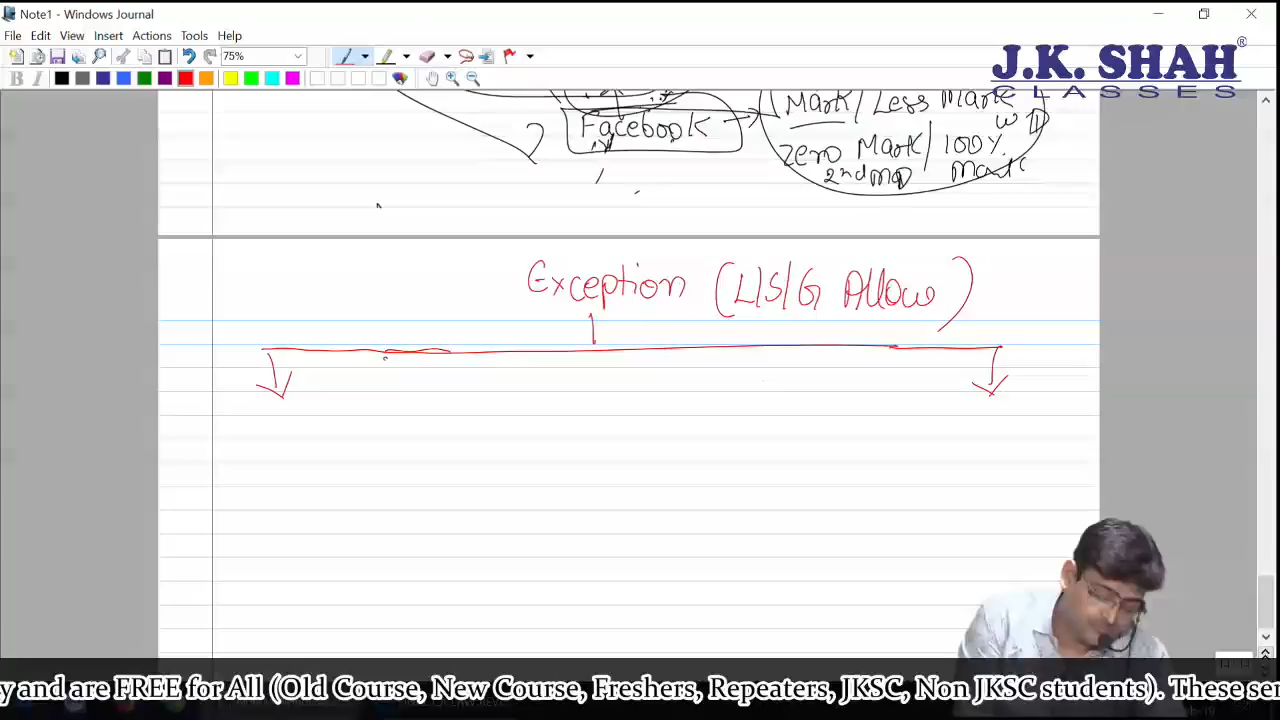 Note1 - Windows Journal
File Edit View Insert Actions Tools Help
75%
B I
J.K. SHAH®
CLASSES
Mark / Less Mark
Facebook
Zero Mark / 100%
2nd Mark
Exception (L/S/G Allow)
y and are FREE for All (Old Course, New Course, Freshers, Repeaters, JKSC, Non JKSC students). These ser